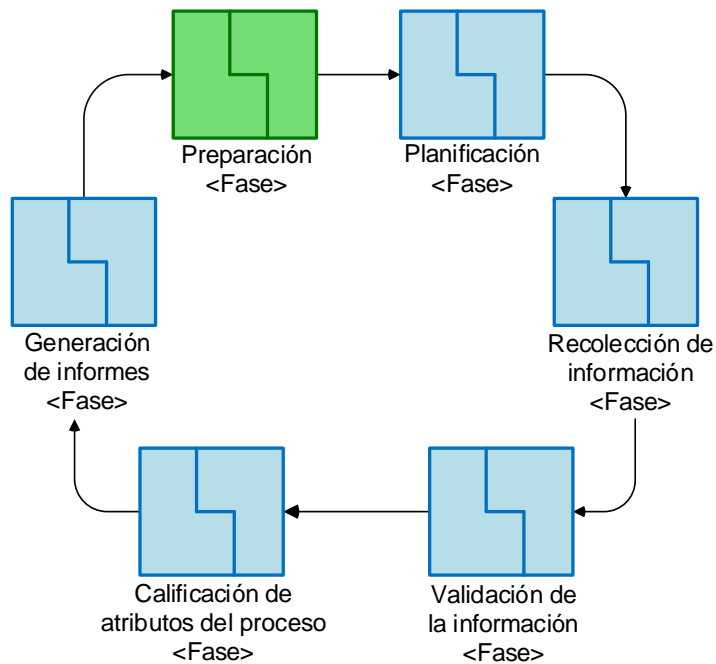 Preparación
<Fase>
Planificación
<Fase>
Recolección de
información
<Fase>
Validación de
la información
<Fase>
Calificación de
atributos del proceso
<Fase>
Generación
de informes
<Fase>